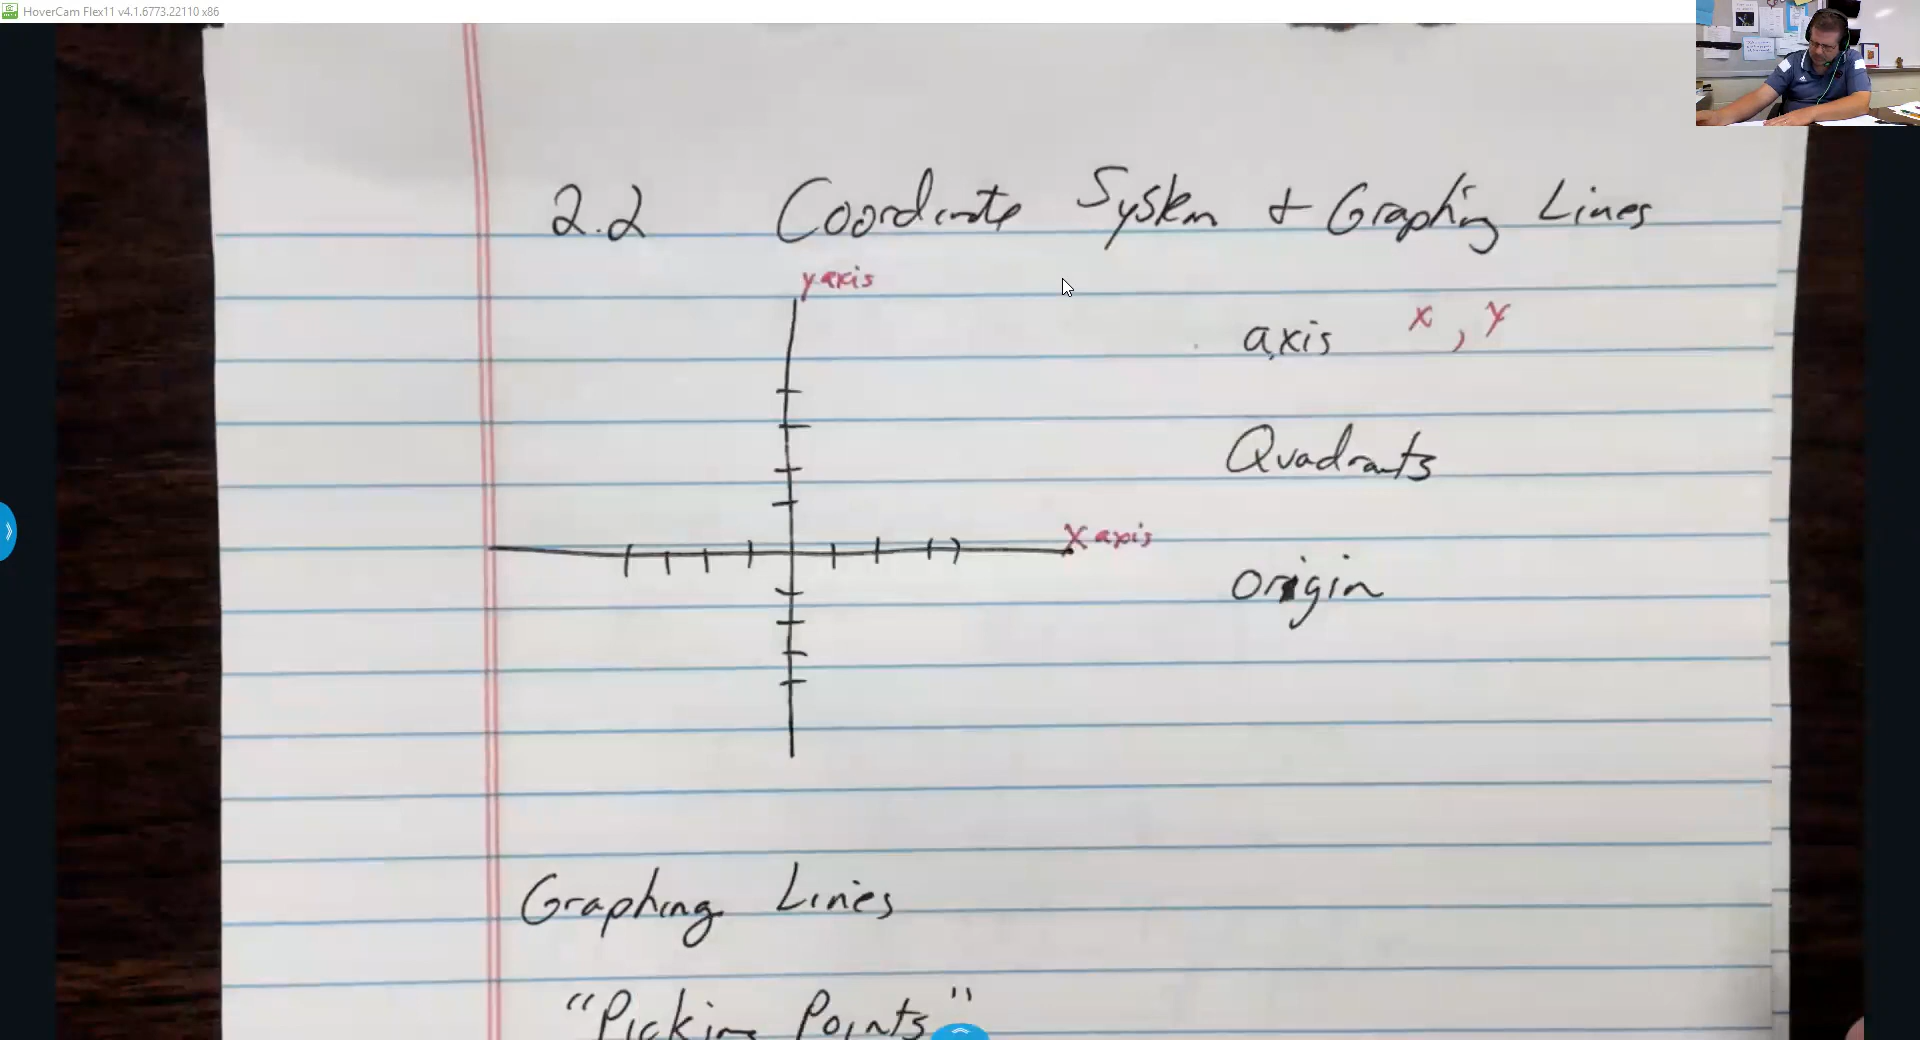 HoverCam Flex11 v4.1.6773.22110 x86
2.2 Coordinate System + Graphing Lines
y axis
axis x, y
Quadrants
X axis
origin
Graphing Lines
"Picking Points"